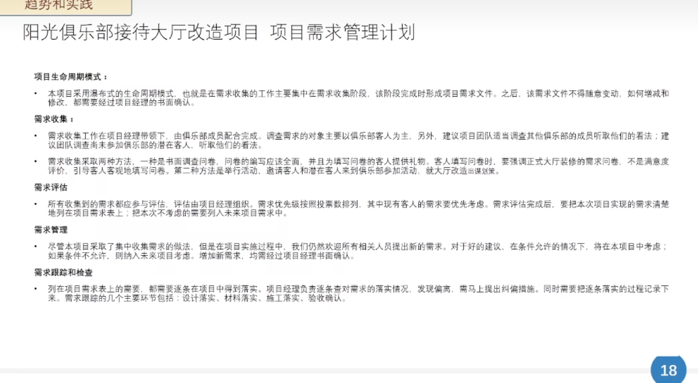 趋势和实践
阳光俱乐部接待大厅改造项目 项目需求管理计划
项目生命周期模式：
• 本项目采用瀑布式的生命周期模式，也就是在需求收集的工作主要集中在需求收集阶段，该阶段完成时形成项目需求文件。之后，该需求文件不得随意变动，如何增减和
修改，都需要经过项目经理的书面确认。
需求收集：
• 需求收集工作在项目经理带领下，由俱乐部成员配合完成。调查需求的对象主要以俱乐部客人为主，另外，建议项目团队适当调查其他俱乐部的成员听取他们的看法；建
议团队调查尚未参加俱乐部的潜在客人，听取他们的看法。
• 需求收集采取两种方法，一种是书面调查问卷，问卷的编写应该全面，并且为填写问卷的客人提供礼物。客人填写问卷时，要强调正式大厅装修的需求问卷，不是满意度
评价，引导客人客观地填写问卷。第二种方法是举行活动，邀请客人和潜在客人来到俱乐部参加活动，就大厅改造出谋划策。
需求评估
• 所有收集到的需求都应参与评估，评估由项目经理组织。需求优先级按照投票数排列，其中现有客人的需求要优先考虑。需求评估完成后，要把本次项目实现的需求清楚
地列在项目需求表上；把本次不考虑的需要列入未来项目需求中。
需求管理
• 尽管本项目采取了集中收集需求的做法，但是在项目实施过程中，我们仍然欢迎所有相关人员提出新的需求。对于好的建议，在条件允许的情况下，将在本项目中考虑；
如果条件不允许，则纳入未来项目考虑。增加新需求，均需经过项目经理书面确认。
需求跟踪和检查
• 列在项目需求表上的需要，都需要逐条在项目中得到落实。项目经理负责逐条查对需求的落实情况，发现偏离，需马上提出纠偏措施。同时需要把逐条落实的过程记录下
来。需求跟踪的几个主要环节包括：设计落实、材料落实、施工落实、验收确认。
18